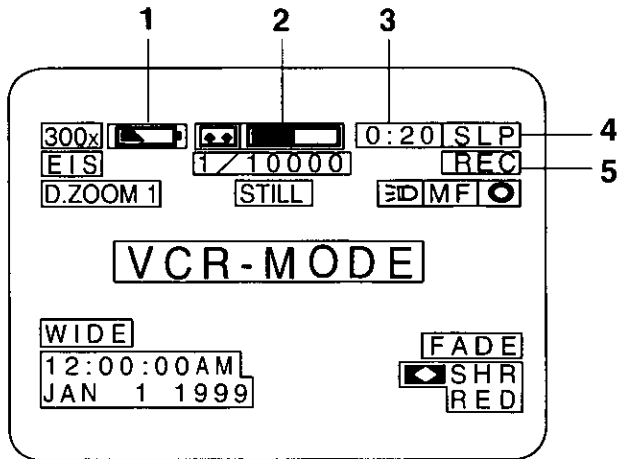 1 2 3
300x 0:20 SLP 4
EIS 1/10000 REC 5
D.ZOOM 1 STILL MF
VCR-MODE
WIDE
FADE
12:00:00AM
SHR
JAN 1 1999
RED